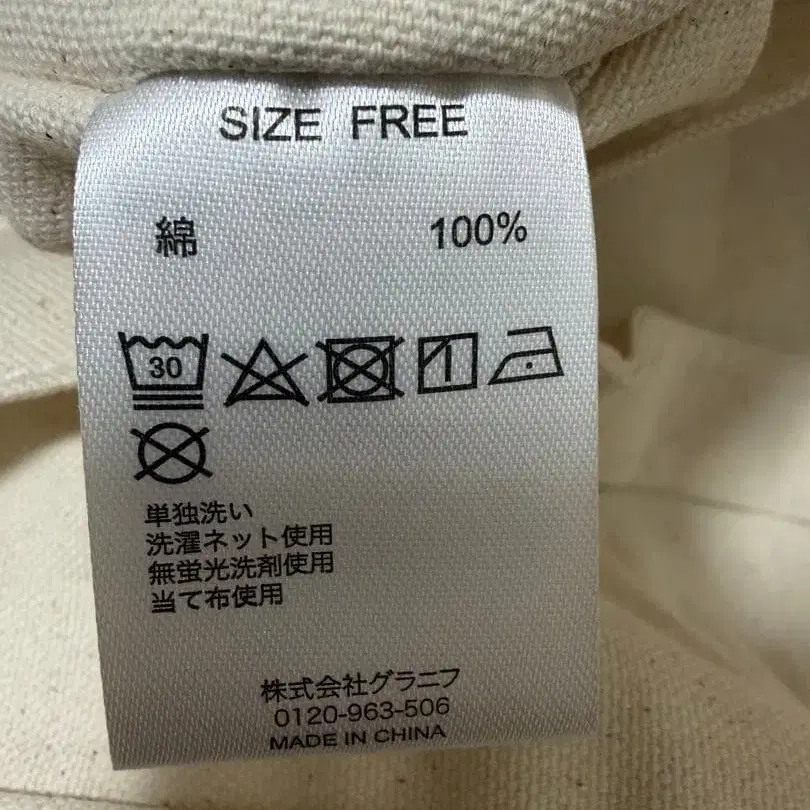 SIZE FREE
綿 100%
30
単独洗い
洗濯ネット使用
無蛍光洗剤使用
当て布使用
株式会社グラニフ
0120-963-506
MADE IN CHINA